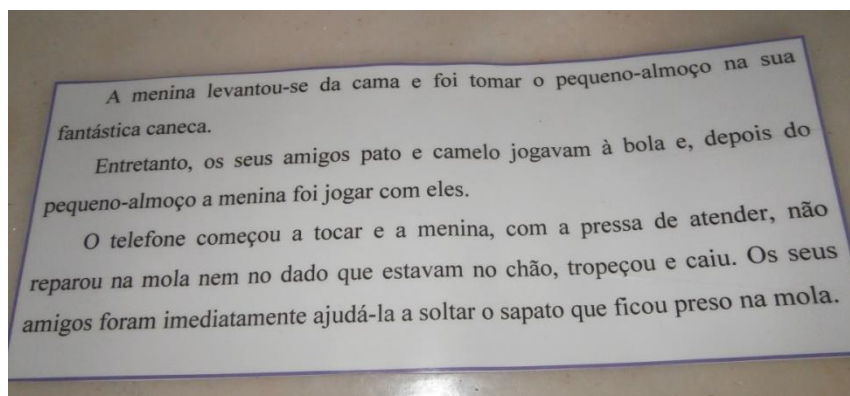 A menina levantou-se da cama e foi tomar o pequeno-almoço na sua
fantástica caneca.
Entretanto, os seus amigos pato e camelo jogavam à bola e, depois do
pequeno-almoço a menina foi jogar com eles.
O telefone começou a tocar e a menina, com a pressa de atender, não
reparou na mola nem no dado que estavam no chão, tropeçou e caiu. Os seus
amigos foram imediatamente ajudá-la a soltar o sapato que ficou preso na mola.